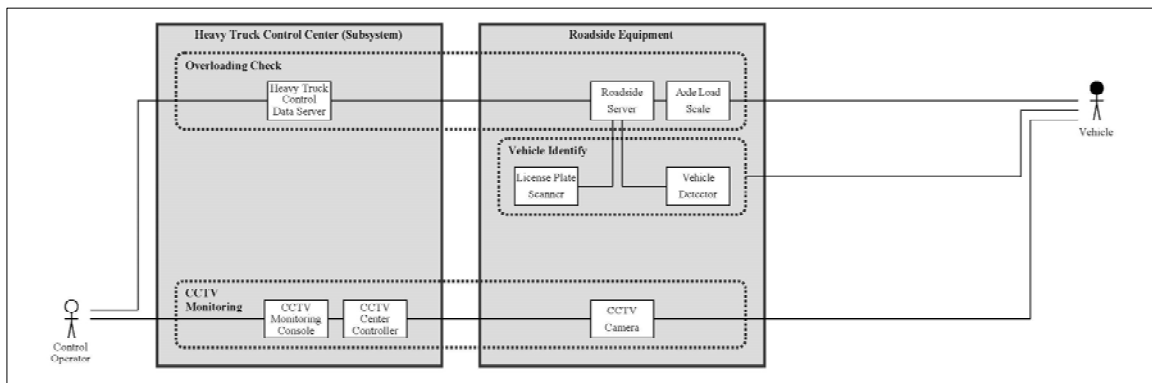 Heavy Truck Control Center (Subsystem)
Roadside Equipment
Overloading Check
Heavy Truck
Control
Data Server
Roadside
Server
Axle Load
Scale
Vehicle
Vehicle Identify
License Plate
Scanner
Vehicle
Detector
CCTV
Monitoring
CCTV
Monitoring
Console
CCTV
Center
Controller
CCTV
Camera
Control
Operator